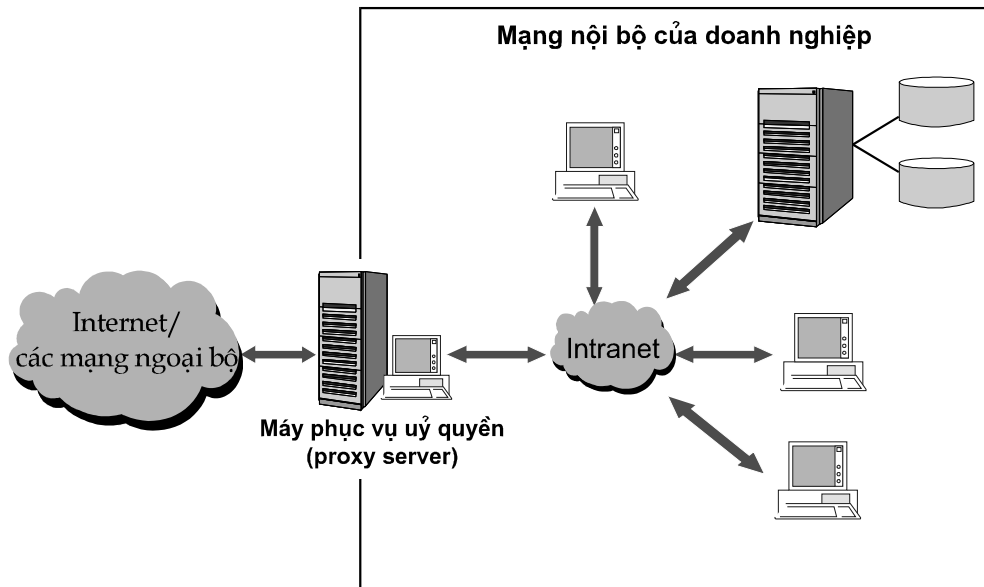 Mạng nội bộ của doanh nghiệp
Internet/
các mạng ngoại bộ
Intranet
Máy phục vụ uỷ quyền
(proxy server)